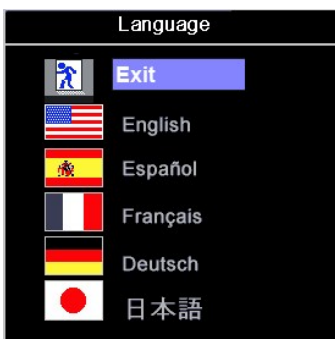 Language
Exit
English
Español
Français
Deutsch
日本語